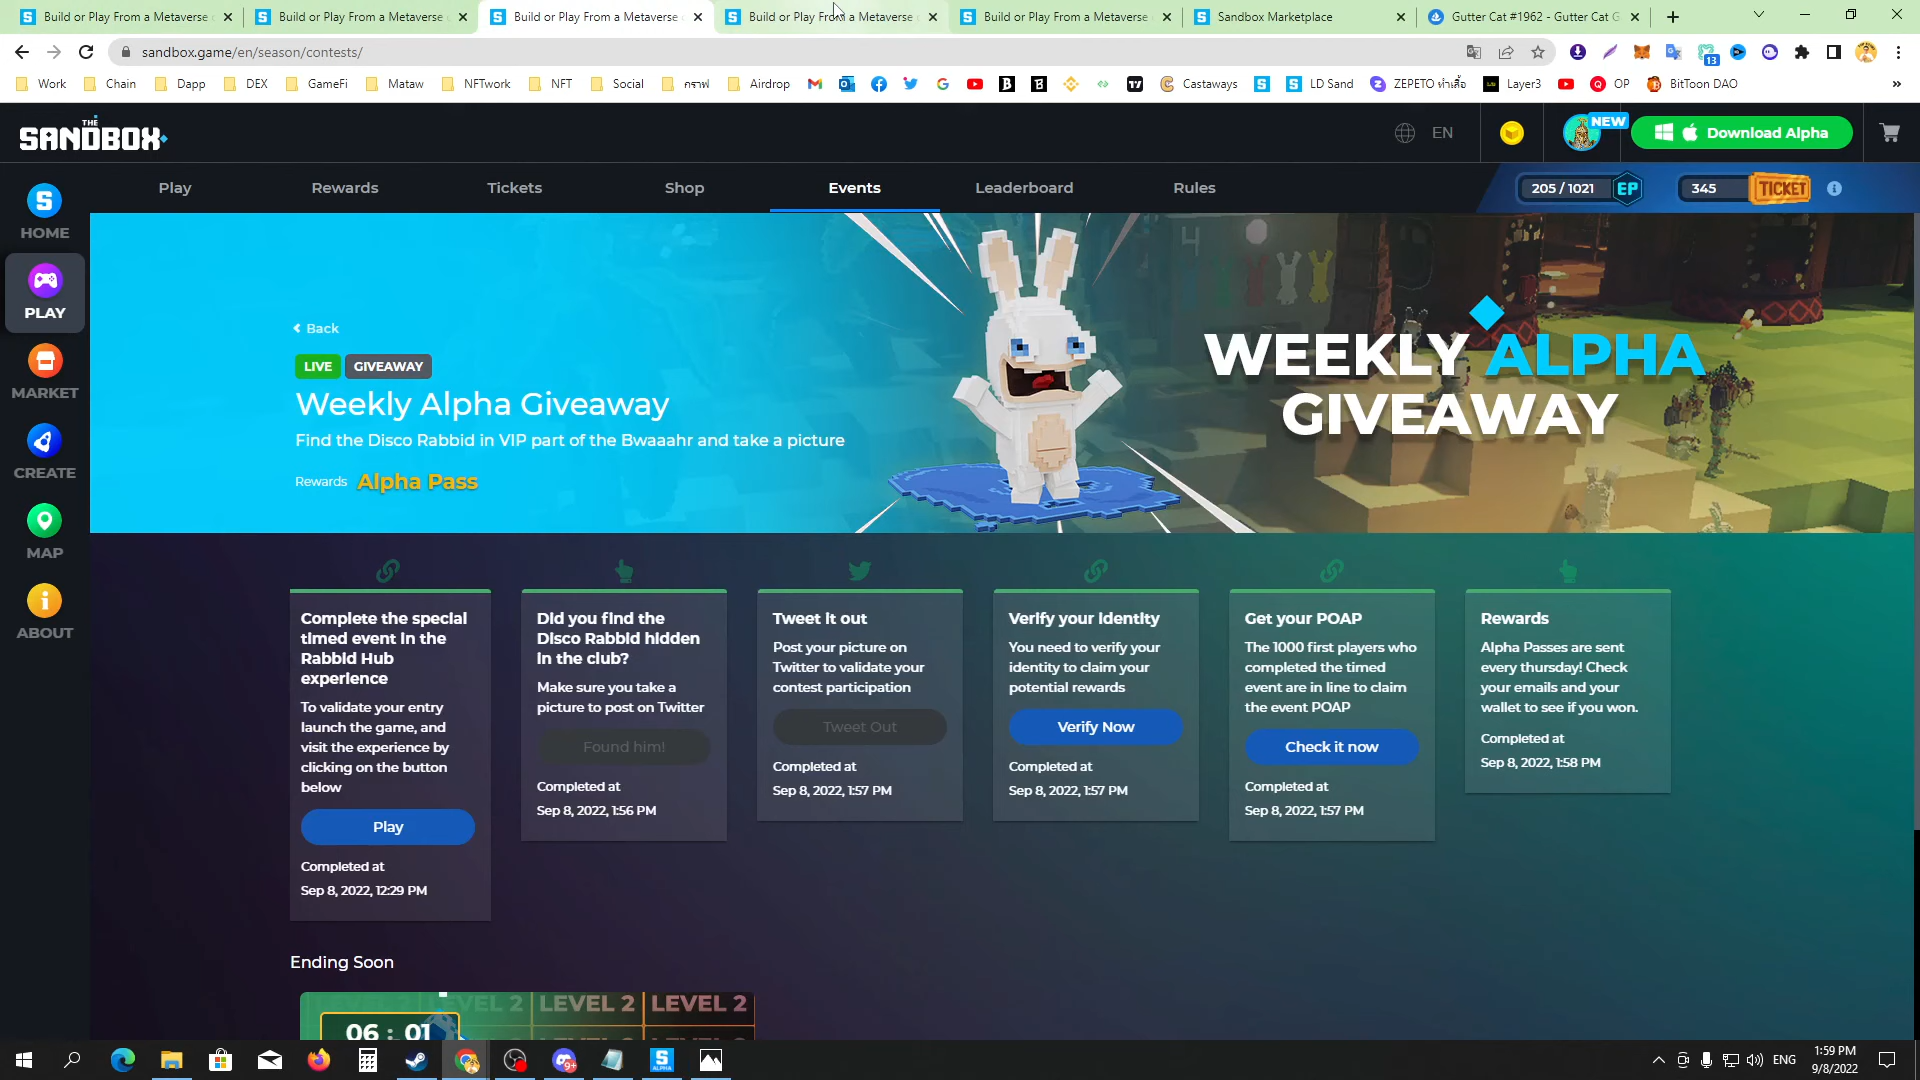 Build or Play From a Metaverse
Build or Play From a Metaverse
Build or Play From a Metaverse
Build or Play From a Metaverse
Build or Play From a Metaverse
Sandbox Marketplace
Gutter Cat #1962 - Gutter Cat G
sandbox.game/en/season/contests/
13
Work Chain Dapp DEX GameFi Mataw NFTwork NFT Social กราฟ Airdrop Castaways LD Sand ZEPETO ทำเสื้อ Layer3 OP BitToon DAO
THE
SANDBOX
EN
NEW
Download Alpha
Play Rewards Tickets Shop Events Leaderboard Rules
205 / 1021 EP 345 TICKET
HOME
PLAY
MARKET
CREATE
MAP
ABOUT
Back
LIVE GIVEAWAY
Weekly Alpha Giveaway
Find the Disco Rabbid in VIP part of the Bwaaahr and take a picture
Rewards Alpha Pass
WEEKLY ALPHA
GIVEAWAY
Complete the special
timed event in the
Rabbid Hub
experience
To validate your entry
launch the game, and
visit the experience by
clicking on the button
below
Play
Completed at
Sep 8, 2022, 12:29 PM
Did you find the
Disco Rabbid hidden
in the club?
Make sure you take a
picture to post on Twitter
Found him!
Completed at
Sep 8, 2022, 1:56 PM
Tweet it out
Post your picture on
Twitter to validate your
contest participation
Tweet Out
Completed at
Sep 8, 2022, 1:57 PM
Verify your identity
You need to verify your
identity to claim your
potential rewards
Verify Now
Completed at
Sep 8, 2022, 1:57 PM
Get your POAP
The 1000 first players who
completed the timed
event are in line to claim
the event POAP
Check it now
Completed at
Sep 8, 2022, 1:57 PM
Rewards
Alpha Passes are sent
every thursday! Check
your emails and your
wallet to see if you won.
Completed at
Sep 8, 2022, 1:58 PM
Ending Soon
LEVEL 2 LEVEL 2 LEVEL 2
06 : 01
ALPHA
ENG
1:59 PM
9/8/2022